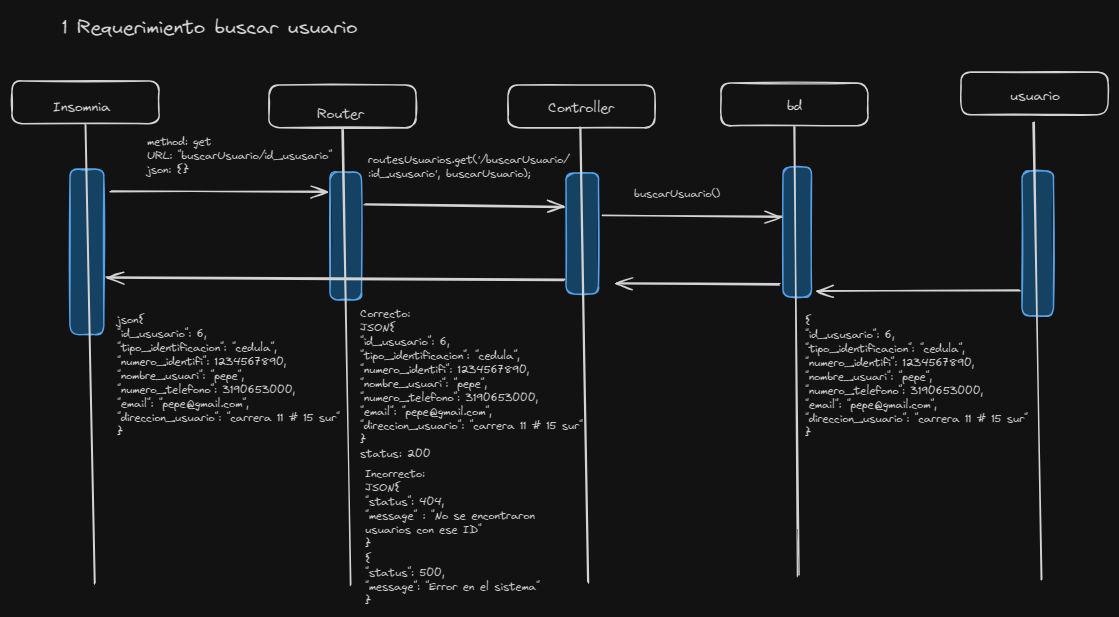 1 Requerimiento buscar usuario
Insomnia
Router
Controller
bd
usuario
method: get
URL: "buscarUsuario/id_ususario"
json: {}
routesUsuarios.get('/buscarUsuario/
:id_ususario', buscarUsuario);
buscarUsuario()
json{
"id_ususario": 6,
"tipo_identificacion": "cedula",
"numero_identifi": 1234567890,
"nombre_usuari": "pepe",
"numero_telefono": 3190653000,
"email": "pepe@gmail.com",
"direccion_usuario": "carrera 11 # 15 sur"
}
Correcto:
JSON{
"id_ususario": 6,
"tipo_identificacion": "cedula",
"numero_identifi": 1234567890,
"nombre_usuari": "pepe",
"numero_telefono": 3190653000,
"email": "pepe@gmail.com",
"direccion_usuario": "carrera 11 # 15 sur"
}
status: 200
Incorrecto:
JSON{
"status": 404,
"message" : "No se encontraron
usuarios con ese ID"
}
{
"status": 500,
"message": "Error en el sistema"
}
{
"id_ususario": 6,
"tipo_identificacion": "cedula",
"numero_identifi": 1234567890,
"nombre_usuari": "pepe",
"numero_telefono": 3190653000,
"email": "pepe@gmail.com",
"direccion_usuario": "carrera 11 # 15 sur"
}